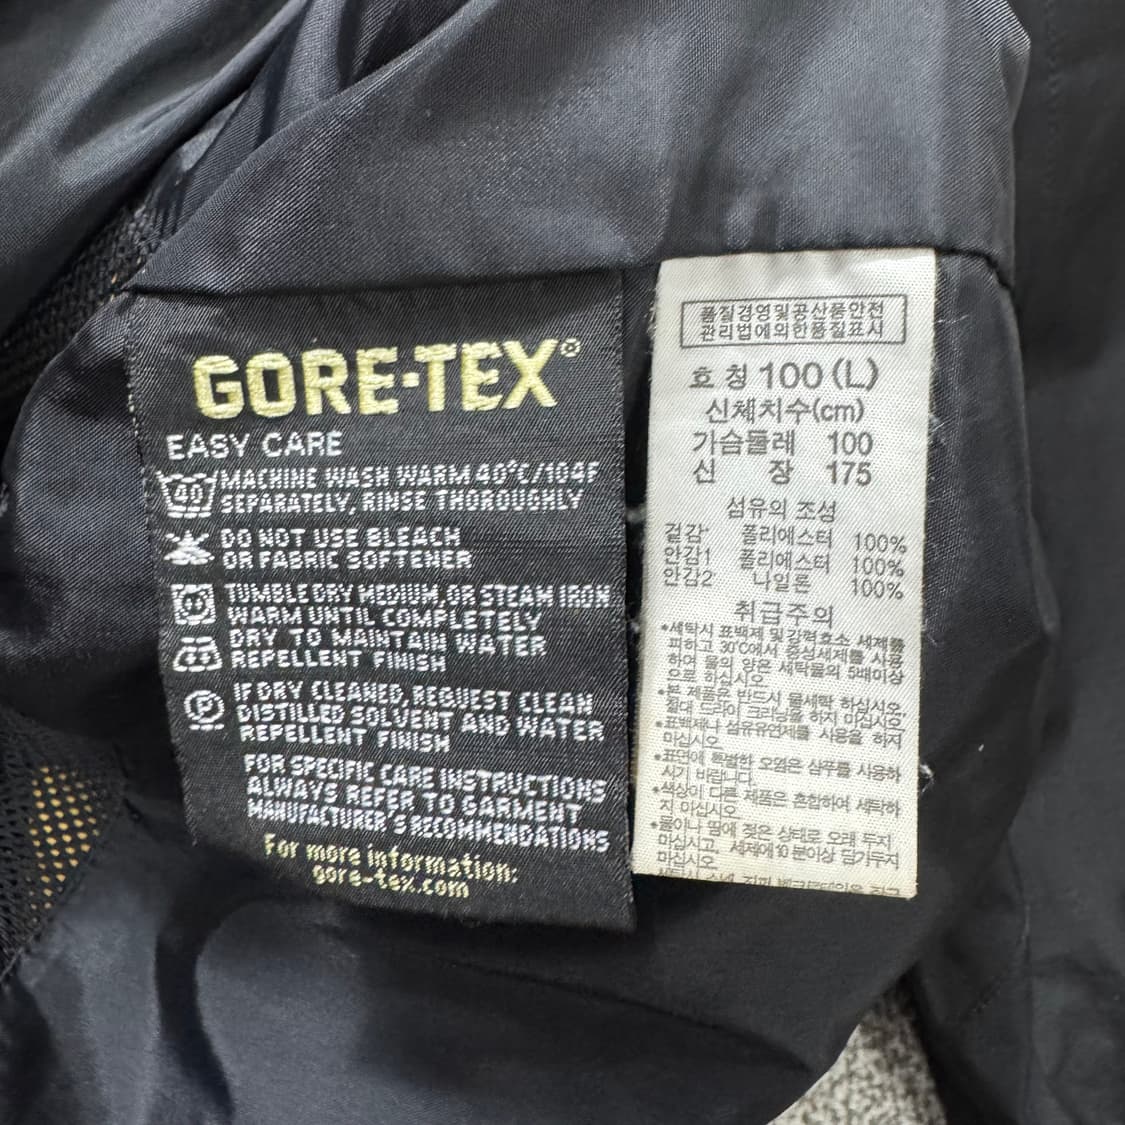 GORE-TEX®
EASY CARE
40
MACHINE WASH WARM 40°C/104F
SEPARATELY, RINSE THOROUGHLY
DO NOT USE BLEACH
OR FABRIC SOFTENER
TUMBLE DRY MEDIUM, OR STEAM IRON
WARM UNTIL COMPLETELY
DRY TO MAINTAIN WATER
REPELLENT FINISH
P
IF DRY CLEANED, REQUEST CLEAN
DISTILLED SOLVENT AND WATER
REPELLENT FINISH
FOR SPECIFIC CARE INSTRUCTIONS
ALWAYS REFER TO GARMENT
MANUFACTURER'S RECOMMENDATIONS
For more information:
gore-tex.com
품질경영및공산품안전
관리법에의한품질표시
호 칭 100 (L)
신체치수(cm)
가슴둘레 100
신 장 175
섬유의 조성
겉감 폴리에스터 100%
안감1 폴리에스터 100%
안감2 나일론 100%
취급주의
*세탁시 표백제 및 강력효소 세제를
피하고 30℃에서 중성세제를 사용
하여 물의 양은 세탁물의 5배이상
으로 하십시오.
*본 제품은 반드시 물세탁 하십시오.
절대 드라이 크리닝을 하지 마십시오.
*표백제나 섬유유연제를 사용을 하지
마십시오.
*표면에 특별한 오염은 샴푸를 사용하
시기 바랍니다.
*색상이 다른 제품은 혼합하여 세탁하
지 마십시오.
*물이나 땀에 젖은 상태로 오래 두지
마십시고, 세제에 10분이상 담가두지
마십시오.